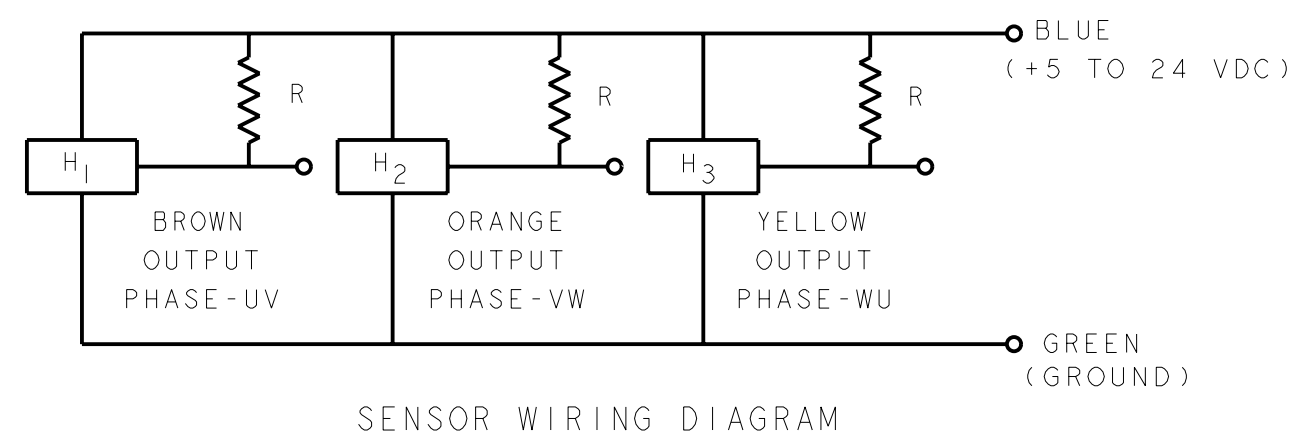 BLUE
(+5 TO 24 VDC)
R
R
R
H1
H2
H3
BROWN
OUTPUT
PHASE-UV
ORANGE
OUTPUT
PHASE-VW
YELLOW
OUTPUT
PHASE-WU
GREEN
(GROUND)
SENSOR WIRING DIAGRAM